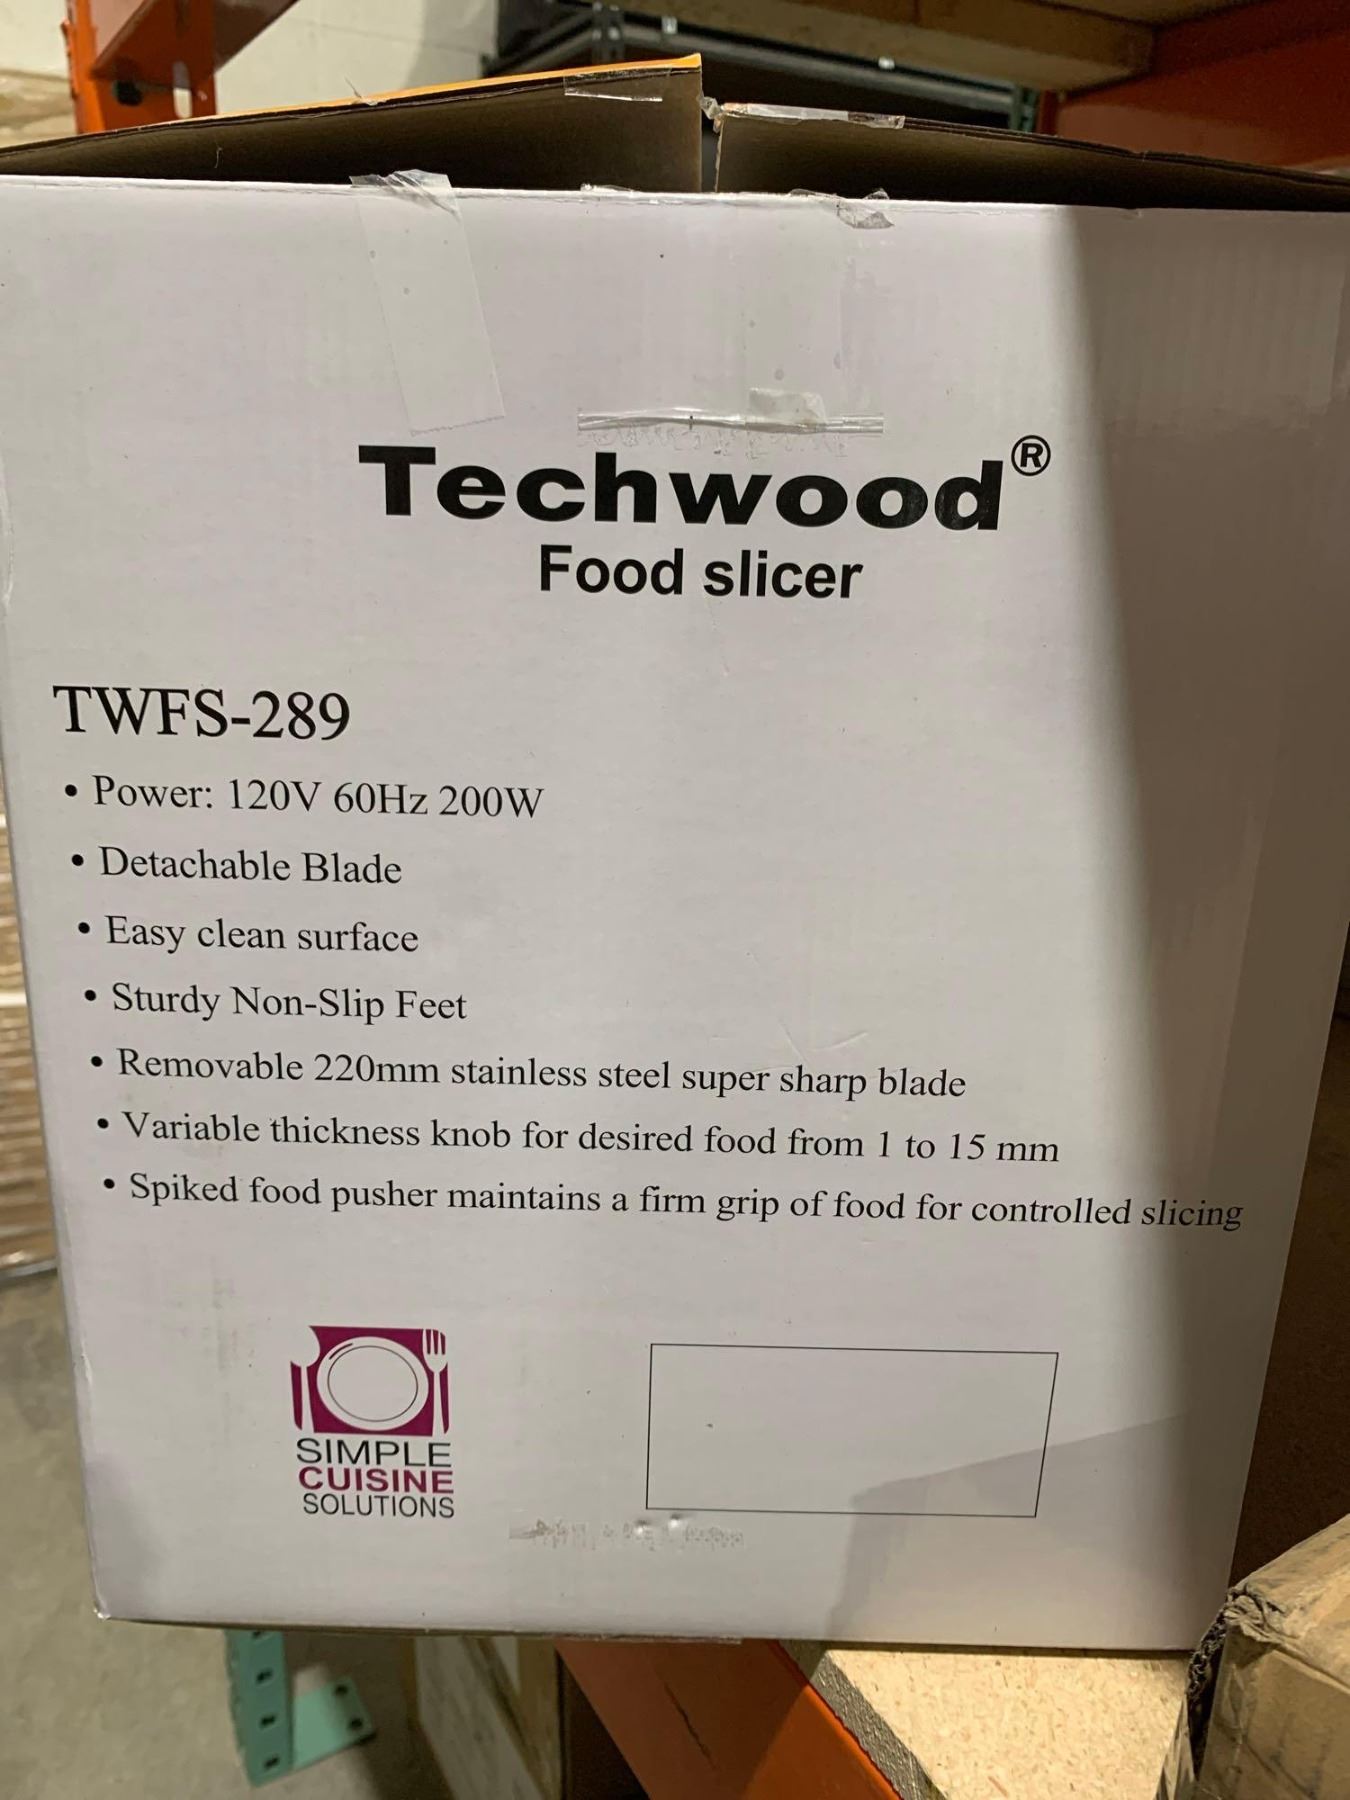 Techwood®
Food slicer
TWFS-289
• Power: 120V 60Hz 200W
• Detachable Blade
• Easy clean surface
• Sturdy Non-Slip Feet
• Removable 220mm stainless steel super sharp blade
• Variable thickness knob for desired food from 1 to 15 mm
• Spiked food pusher maintains a firm grip of food for controlled slicing
SIMPLE
CUISINE
SOLUTIONS